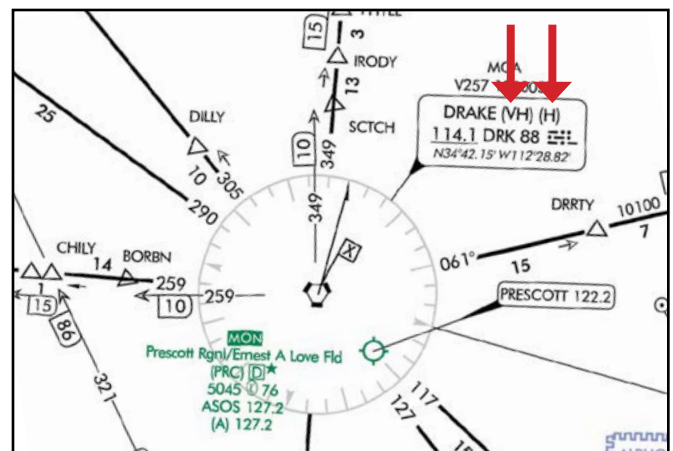 15
3
IRODY
13
SCTCH
MCA
V257
DRAKE (VH) (H)
114.1 DRK 88
N34°42.15' W112°28.82'
25
DILLY
10
305
290
10
349
349
X
DRRTY
10100
7
061°
15
PRESCOTT 122.2
CHILY
14
BORBN
259
259
1
15
10
86
321
MON
Prescott Rgnl/Ernest A Love Fld
(PRC) D★
5045 L 76
ASOS 127.2
(A) 127.2
117
127